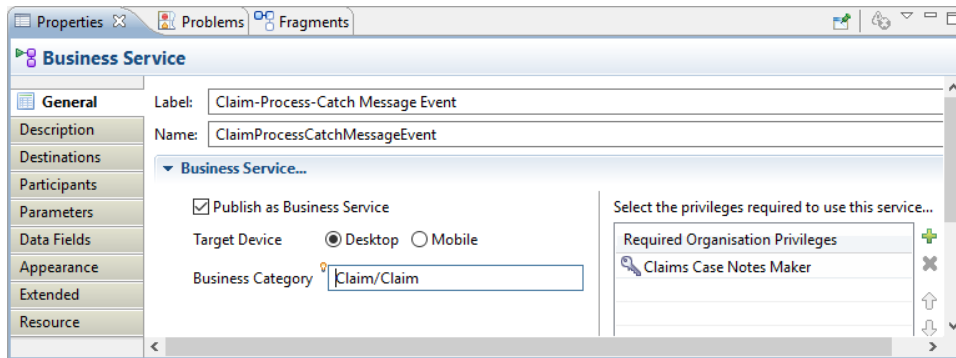 Properties Problems Fragments
Business Service
General
Description
Destinations
Participants
Parameters
Data Fields
Appearance
Extended
Resource
Label: Claim-Process-Catch Message Event
Name: ClaimProcessCatchMessageEvent
Business Service...
Publish as Business Service
Target Device Desktop Mobile
Business Category Claim/Claim
Select the privileges required to use this service...
Required Organisation Privileges
Claims Case Notes Maker